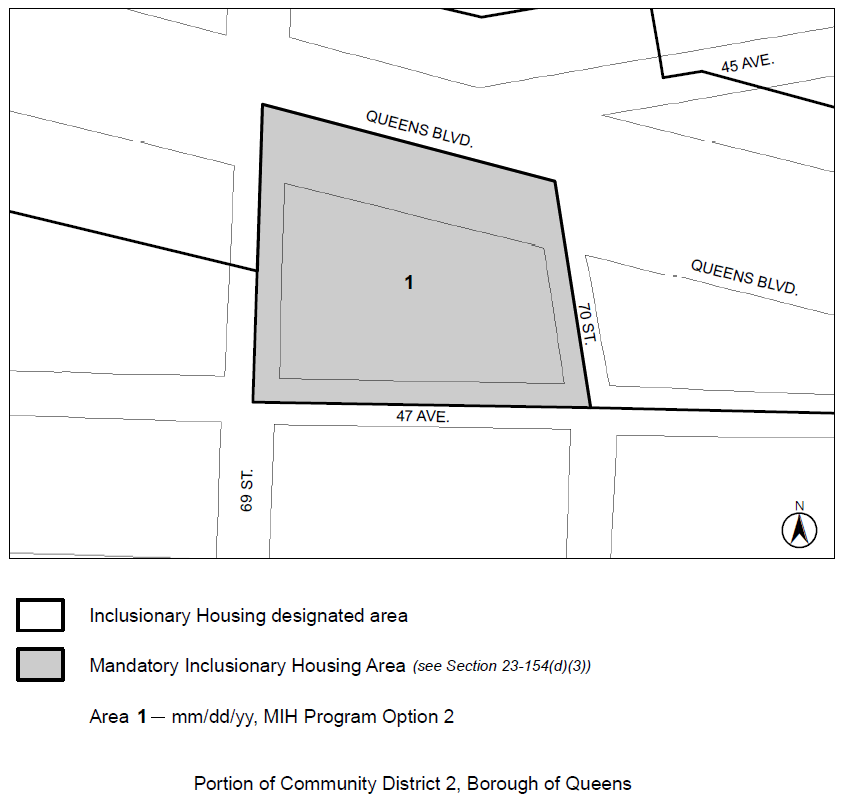 45 AVE.
QUEENS BLVD.
QUEENS BLVD.
1
70 ST.
47 AVE.
69 ST.
N
Inclusionary Housing designated area
Mandatory Inclusionary Housing Area (see Section 23-154(d)(3))
Area 1 — mm/dd/yy, MIH Program Option 2
Portion of Community District 2, Borough of Queens